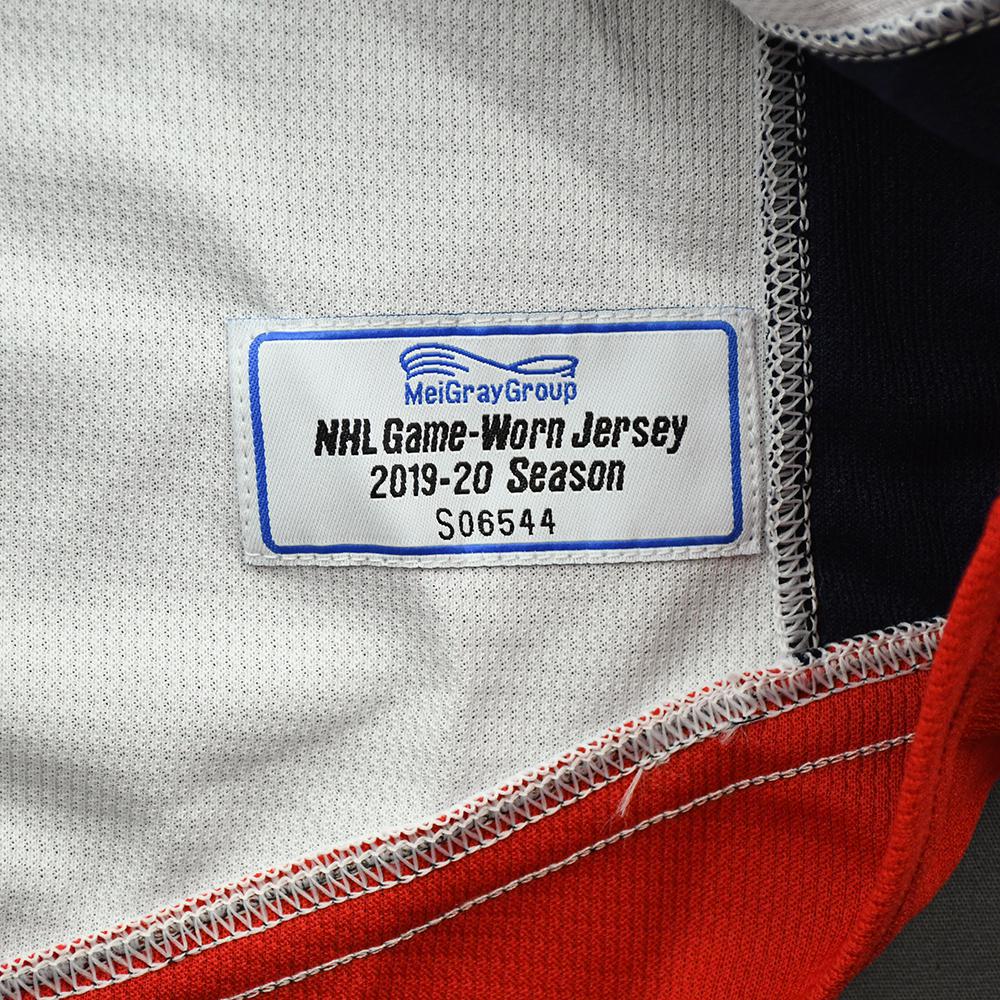 MeiGrayGroup
NHL Game-Worn Jersey
2019-20 Season
S06544